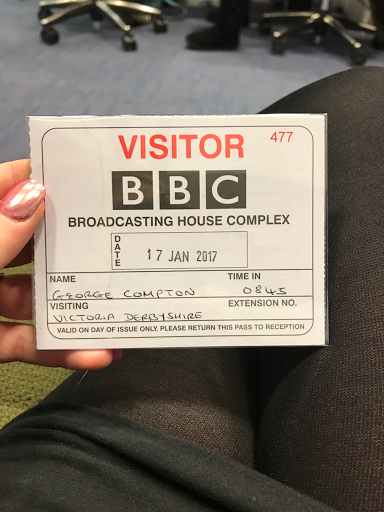 VISITOR 477
BBC
BROADCASTING HOUSE COMPLEX
DATE 17 JAN 2017
NAME TIME IN
GEORGE COMPTON 0845
VISITING EXTENSION NO.
VICTORIA DERBYSHIRE
VALID ON DAY OF ISSUE ONLY. PLEASE RETURN THIS PASS TO RECEPTION